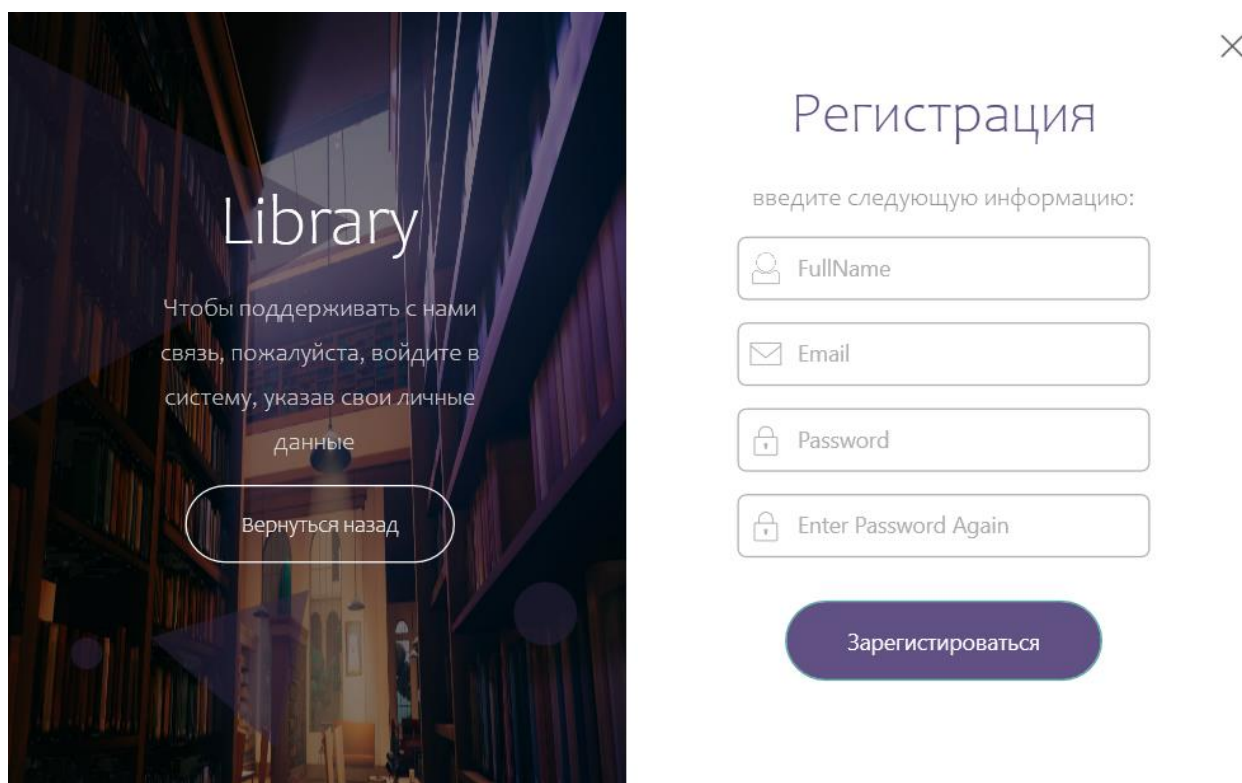 Library
Чтобы поддерживать с нами
связь, пожалуйста, войдите в
систему, указав свои личные
данные
Вернуться назад
Регистрация
введите следующую информацию:
FullName
Email
Password
Enter Password Again
Зарегистироваться